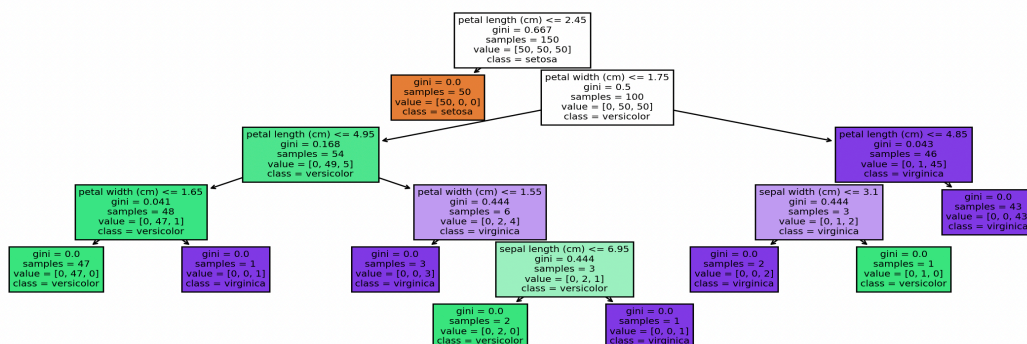 petal length (cm) <= 2.45
gini = 0.667
samples = 150
value = [50, 50, 50]
class = setosa
gini = 0.0
samples = 50
value = [50, 0, 0]
class = setosa
petal width (cm) <= 1.75
gini = 0.5
samples = 100
value = [0, 50, 50]
class = versicolor
petal length (cm) <= 4.95
gini = 0.168
samples = 54
value = [0, 49, 5]
class = versicolor
petal length (cm) <= 4.85
gini = 0.043
samples = 46
value = [0, 1, 45]
class = virginica
petal width (cm) <= 1.65
gini = 0.041
samples = 48
value = [0, 47, 1]
class = versicolor
petal width (cm) <= 1.55
gini = 0.444
samples = 6
value = [0, 2, 4]
class = virginica
sepal width (cm) <= 3.1
gini = 0.444
samples = 3
value = [0, 1, 2]
class = virginica
gini = 0.0
samples = 43
value = [0, 0, 43]
class = virginica
gini = 0.0
samples = 47
value = [0, 47, 0]
class = versicolor
gini = 0.0
samples = 1
value = [0, 0, 1]
class = virginica
gini = 0.0
samples = 3
value = [0, 0, 3]
class = virginica
sepal length (cm) <= 6.95
gini = 0.444
samples = 3
value = [0, 2, 1]
class = versicolor
gini = 0.0
samples = 2
value = [0, 0, 2]
class = virginica
gini = 0.0
samples = 1
value = [0, 1, 0]
class = versicolor
gini = 0.0
samples = 2
value = [0, 2, 0]
class = versicolor
gini = 0.0
samples = 1
value = [0, 0, 1]
class = virginica